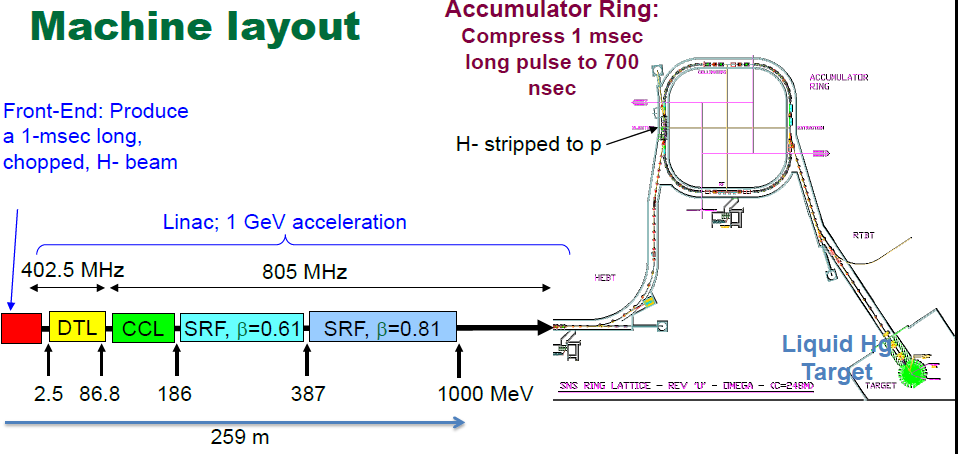 Machine layout
Accumulator Ring:
Compress 1 msec
long pulse to 700
nsec
Front-End: Produce
a 1-msec long,
chopped, H- beam
H- stripped to p
ACCUMULATOR
RING
Linac; 1 GeV acceleration
402.5 MHz
805 MHz
HEBT
RF
RTBT
DTL
CCL
SRF, β=0.61
SRF, β=0.81
2.5
86.8
186
387
1000 MeV
259 m
Liquid Hg
Target
TARGET
SNS RING LATTICE - REV 'U' - OMEGA - (C=248M)